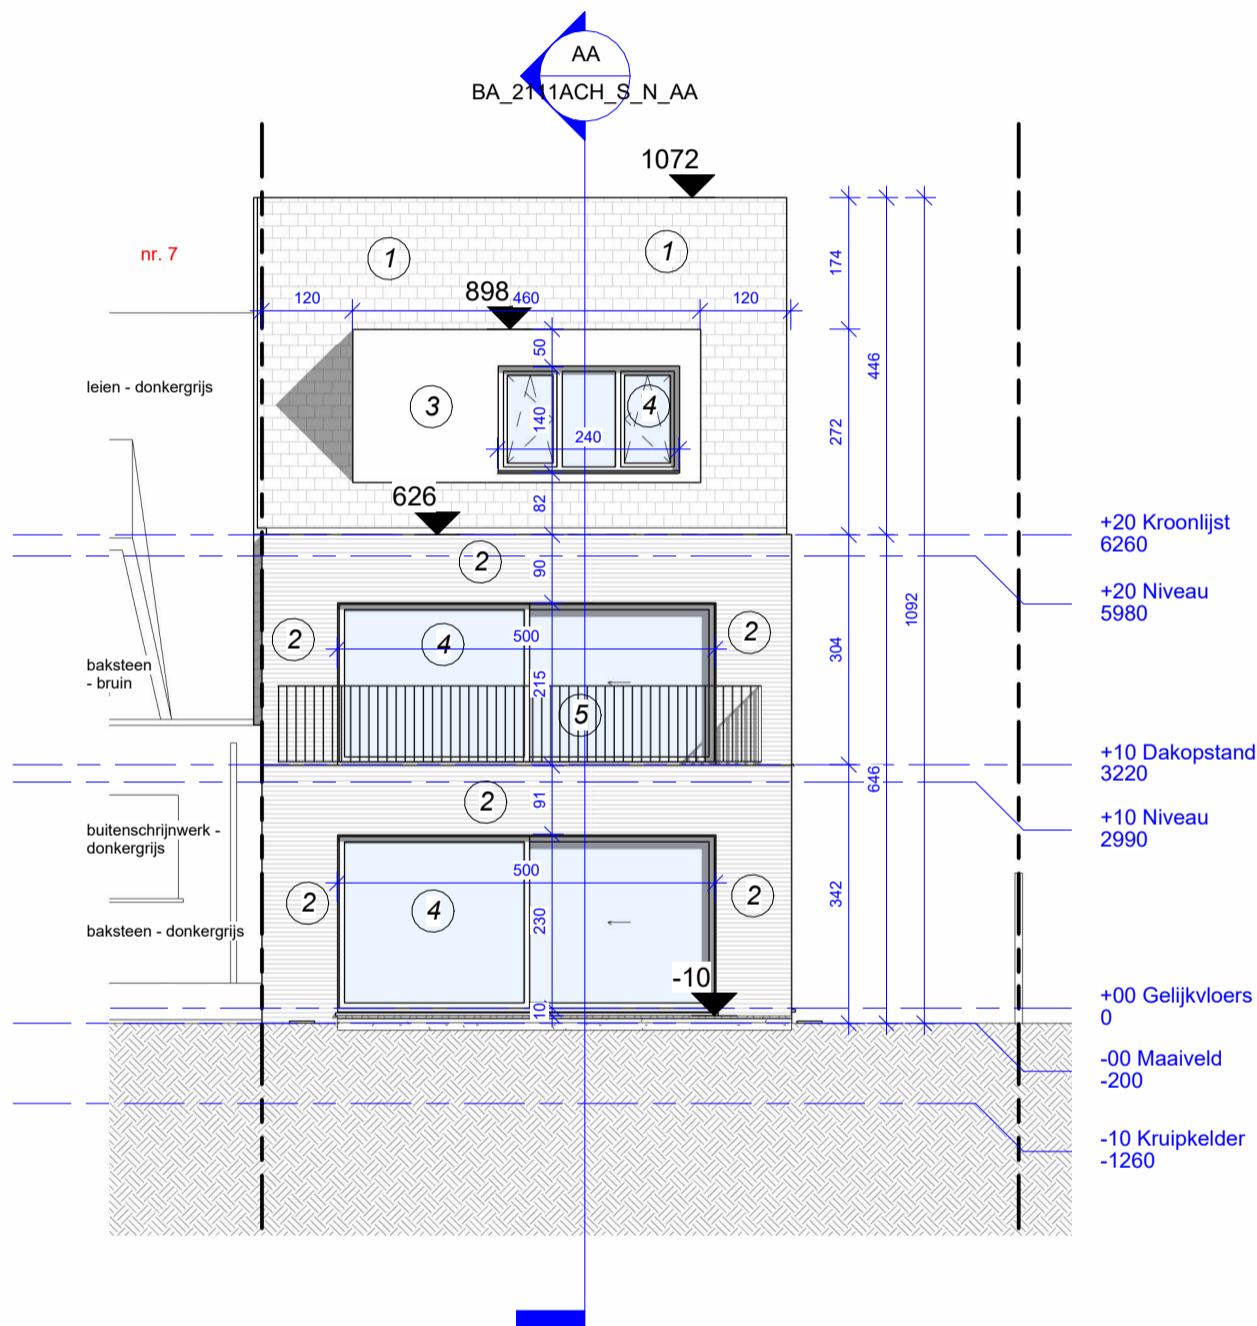 AA
BA_2111ACH_S_N_AA
1072
nr. 7
1
1
174
120
898
460
120
50
446
leien - donkergrijs
3
4
140
240
272
626
82
+20 Kroonlijst
6260
2
90
+20 Niveau
5980
1092
2
4
500
2
304
baksteen
- bruin
215
5
+10 Dakopstand
3220
646
2
91
+10 Niveau
2990
buitenschrijnwerk -
donkergrijs
500
2
4
2
342
230
baksteen - donkergrijs
-10
10
+00 Gelijkvloers
0
-00 Maaiveld
-200
-10 Kruipkelder
-1260